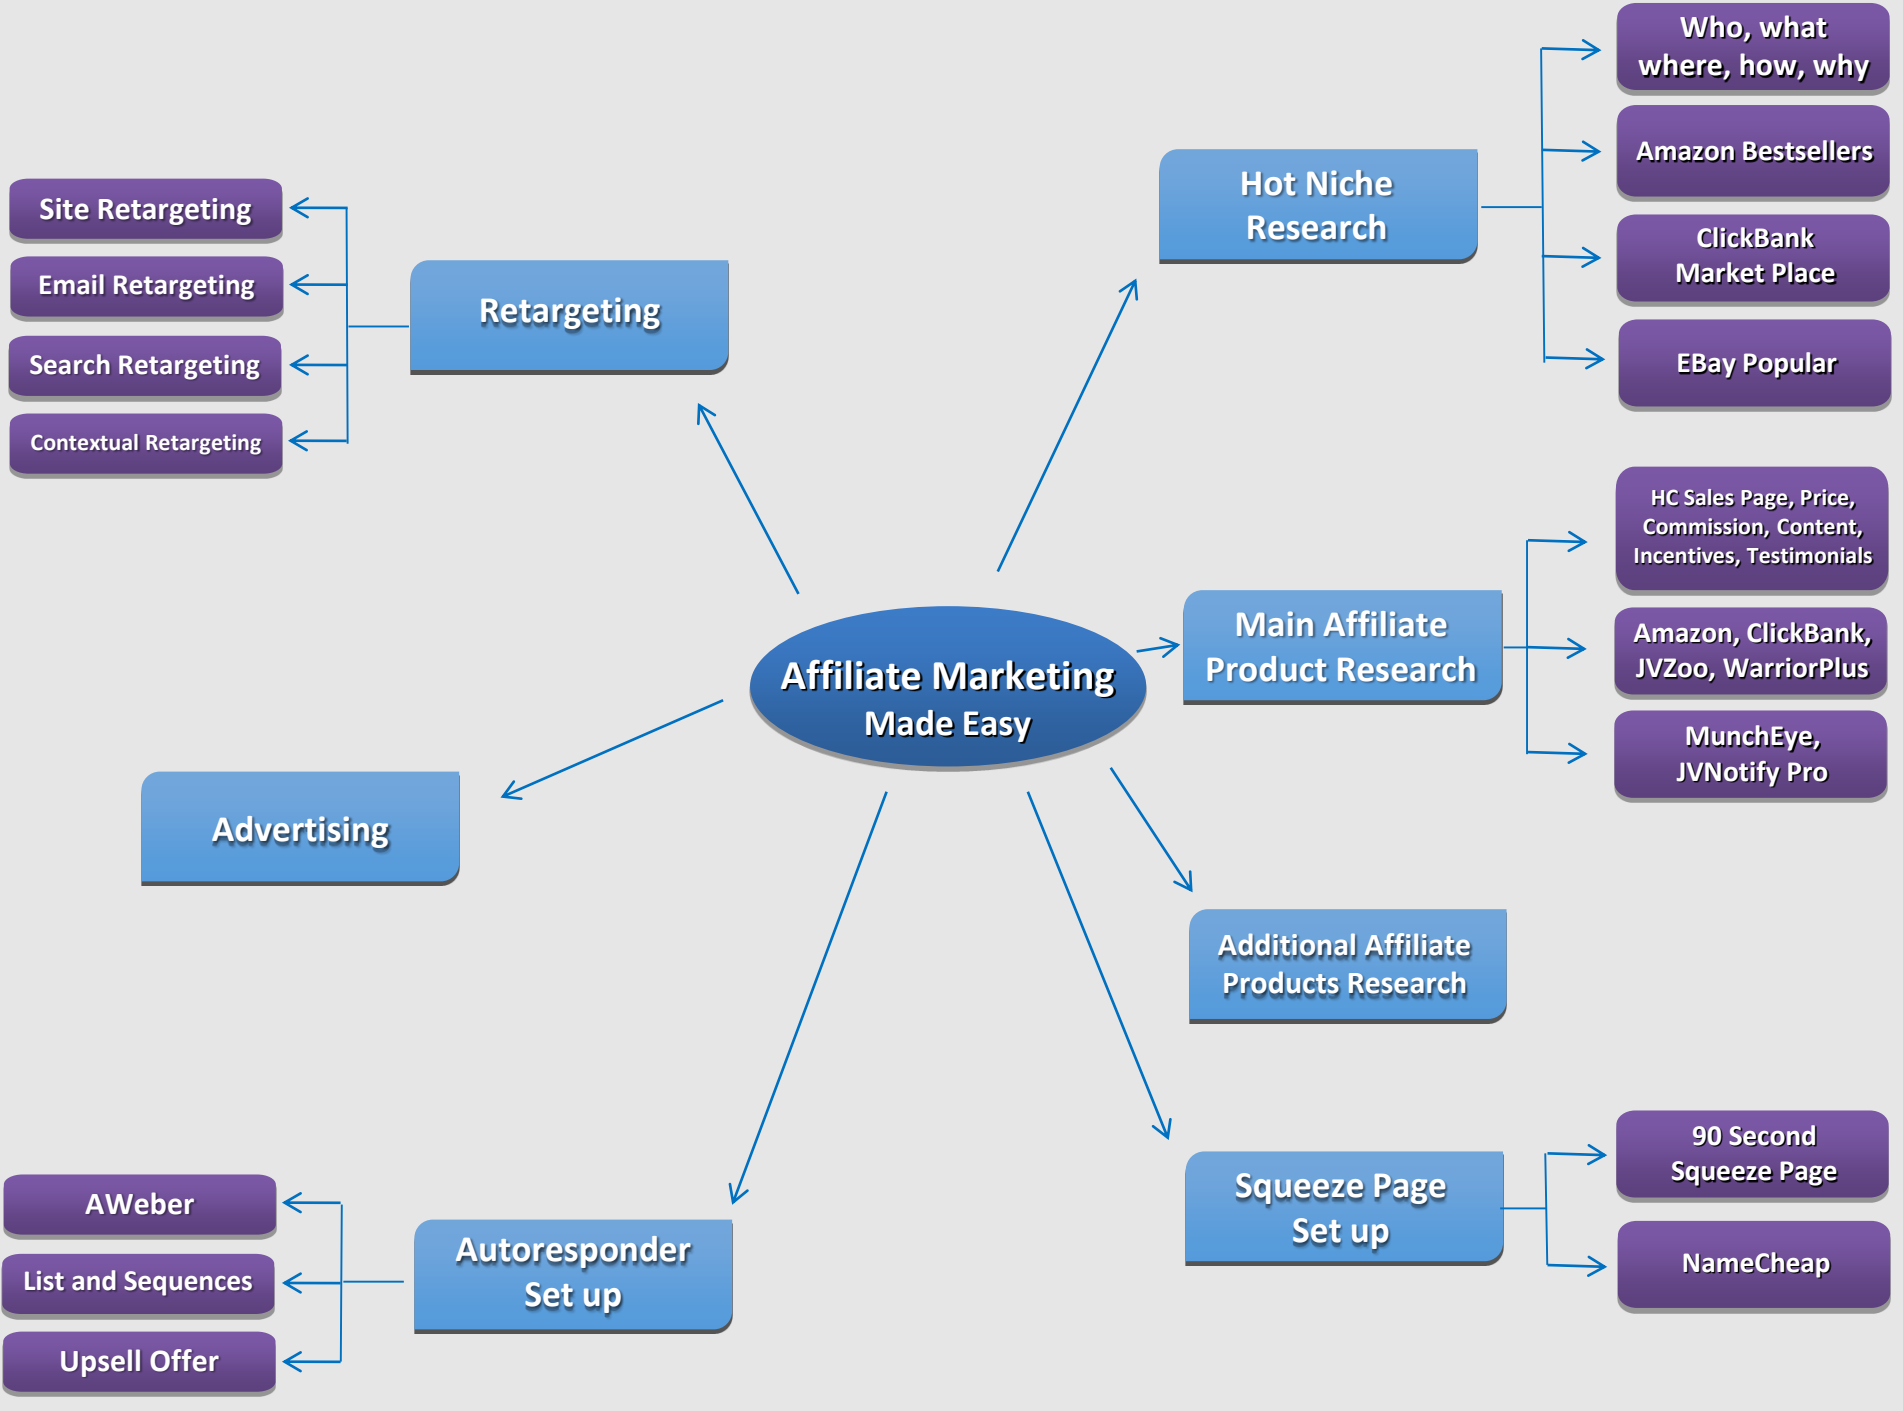 Affiliate Marketing
Made Easy
Hot Niche
Research
Who, what
where, how, why
Amazon Bestsellers
ClickBank
Market Place
EBay Popular
Main Affiliate
Product Research
HC Sales Page, Price,
Commission, Content,
Incentives, Testimonials
Amazon, ClickBank,
JVZoo, WarriorPlus
MunchEye,
JVNotify Pro
Additional Affiliate
Products Research
Squeeze Page
Set up
90 Second
Squeeze Page
NameCheap
Autoresponder
Set up
AWeber
List and Sequences
Upsell Offer
Advertising
Retargeting
Site Retargeting
Email Retargeting
Search Retargeting
Contextual Retargeting